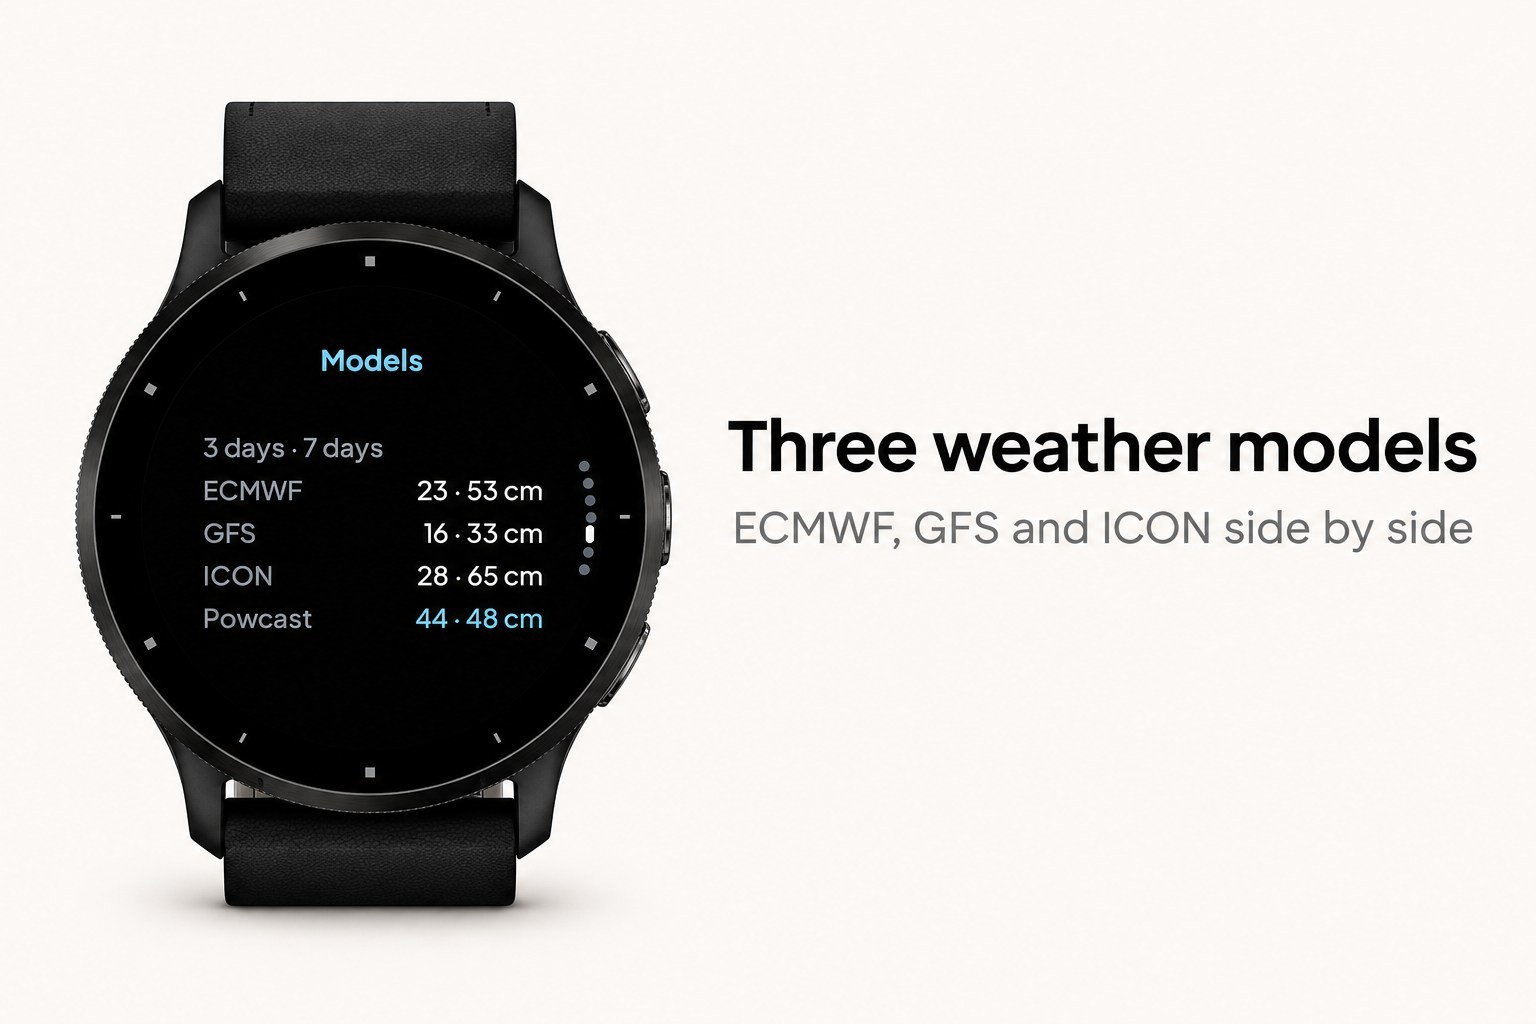 Models
3 days · 7 days
ECMWF 23 · 53 cm
GFS 16 · 33 cm
ICON 28 · 65 cm
Powcast 44 · 48 cm
Three weather models
ECMWF, GFS and ICON side by side